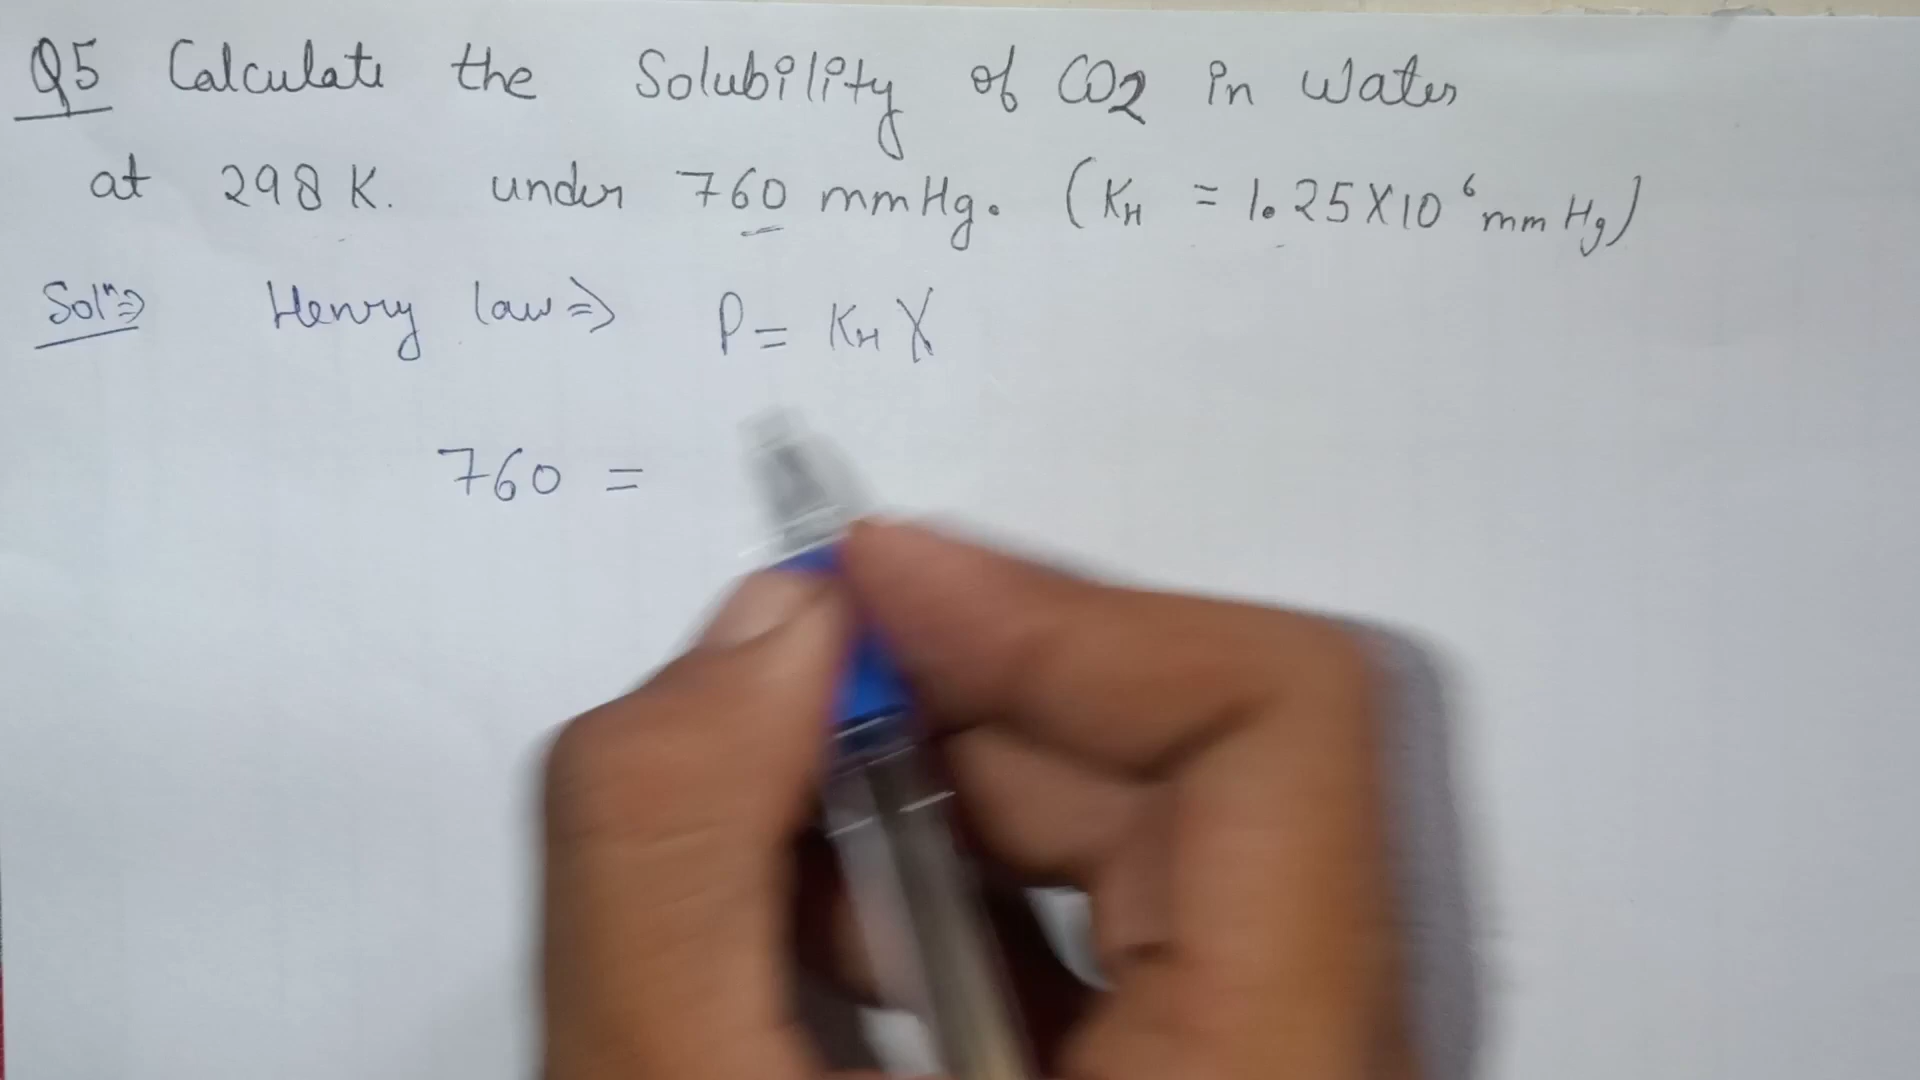 Q5 Calculate the Solubility of CO2 in Water
at 298 K. under 760 mmHg. (KH = 1.25X10⁶ mm Hg)
Solⁿ⇒ Henry law⇒ P= KH X
760 =